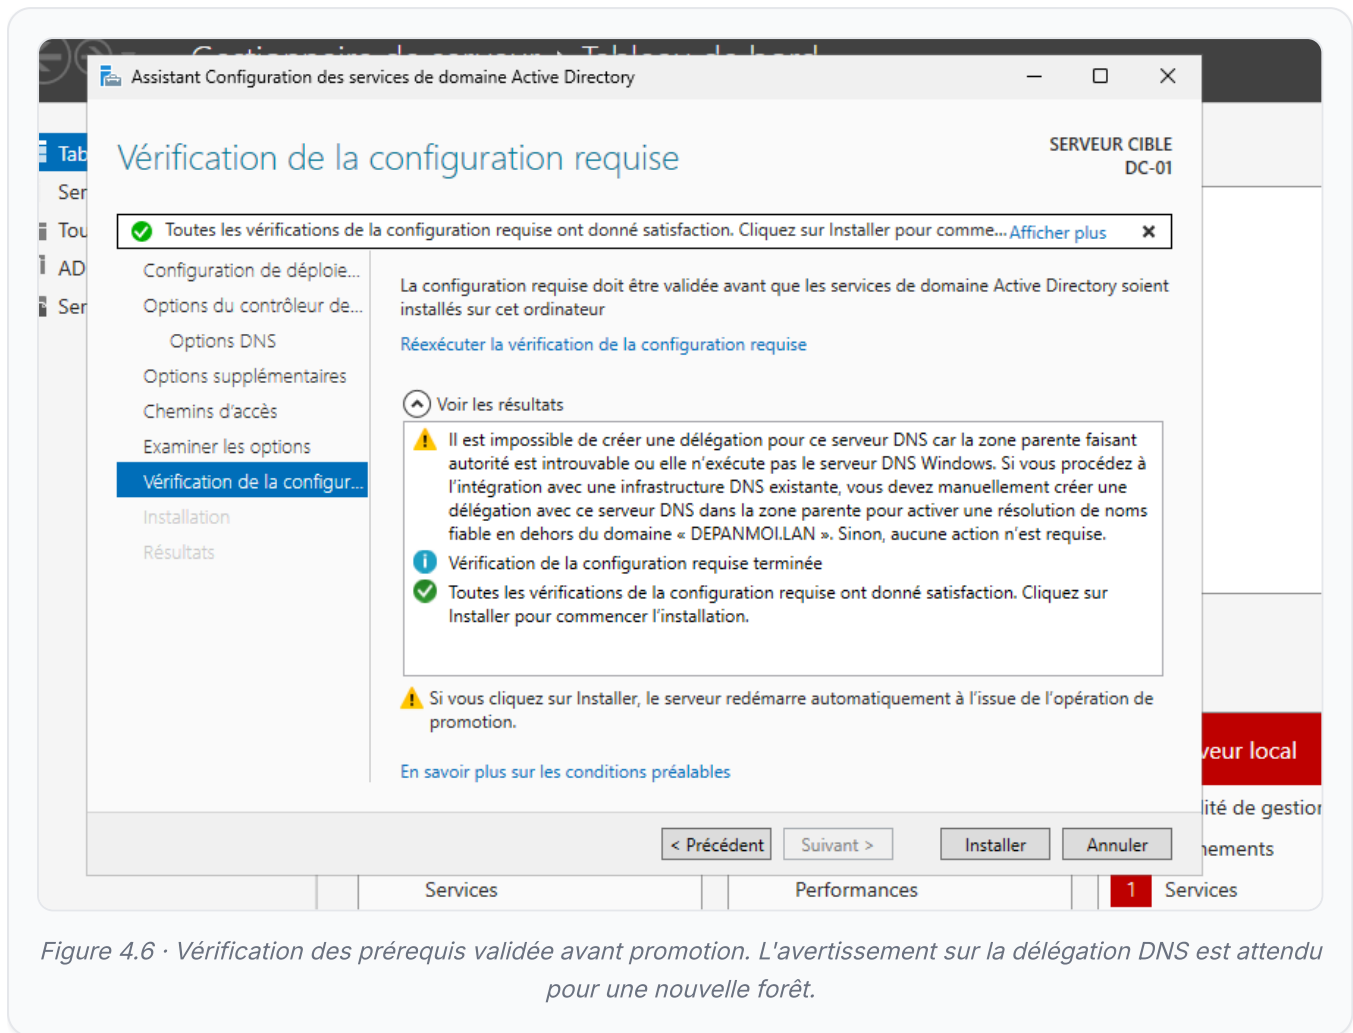 Gestionnaire de serveur Tableau de bord
Assistant Configuration des services de domaine Active Directory
Vérification de la configuration requise
SERVEUR CIBLE
DC-01
Tab
Ser
Tou
AD
Ser
Toutes les vérifications de la configuration requise ont donné satisfaction. Cliquez sur Installer pour comme... Afficher plus
Configuration de déploie...
Options du contrôleur de...
Options DNS
Options supplémentaires
Chemins d'accès
Examiner les options
Vérification de la configur...
Installation
Résultats
La configuration requise doit être validée avant que les services de domaine Active Directory soient
installés sur cet ordinateur
Réexécuter la vérification de la configuration requise
Voir les résultats
Il est impossible de créer une délégation pour ce serveur DNS car la zone parente faisant
autorité est introuvable ou elle n'exécute pas le serveur DNS Windows. Si vous procédez à
l'intégration avec une infrastructure DNS existante, vous devez manuellement créer une
délégation avec ce serveur DNS dans la zone parente pour activer une résolution de noms
fiable en dehors du domaine « DEPANMOI.LAN ». Sinon, aucune action n'est requise.
Vérification de la configuration requise terminée
Toutes les vérifications de la configuration requise ont donné satisfaction. Cliquez sur
Installer pour commencer l'installation.
Si vous cliquez sur Installer, le serveur redémarre automatiquement à l'issue de l'opération de
promotion.
En savoir plus sur les conditions préalables
< Précédent
Suivant >
Installer
Annuler
veur local
lité de gestion
nements
Services
Performances
1 Services
Figure 4.6 · Vérification des prérequis validée avant promotion. L'avertissement sur la délégation DNS est attendu
pour une nouvelle forêt.